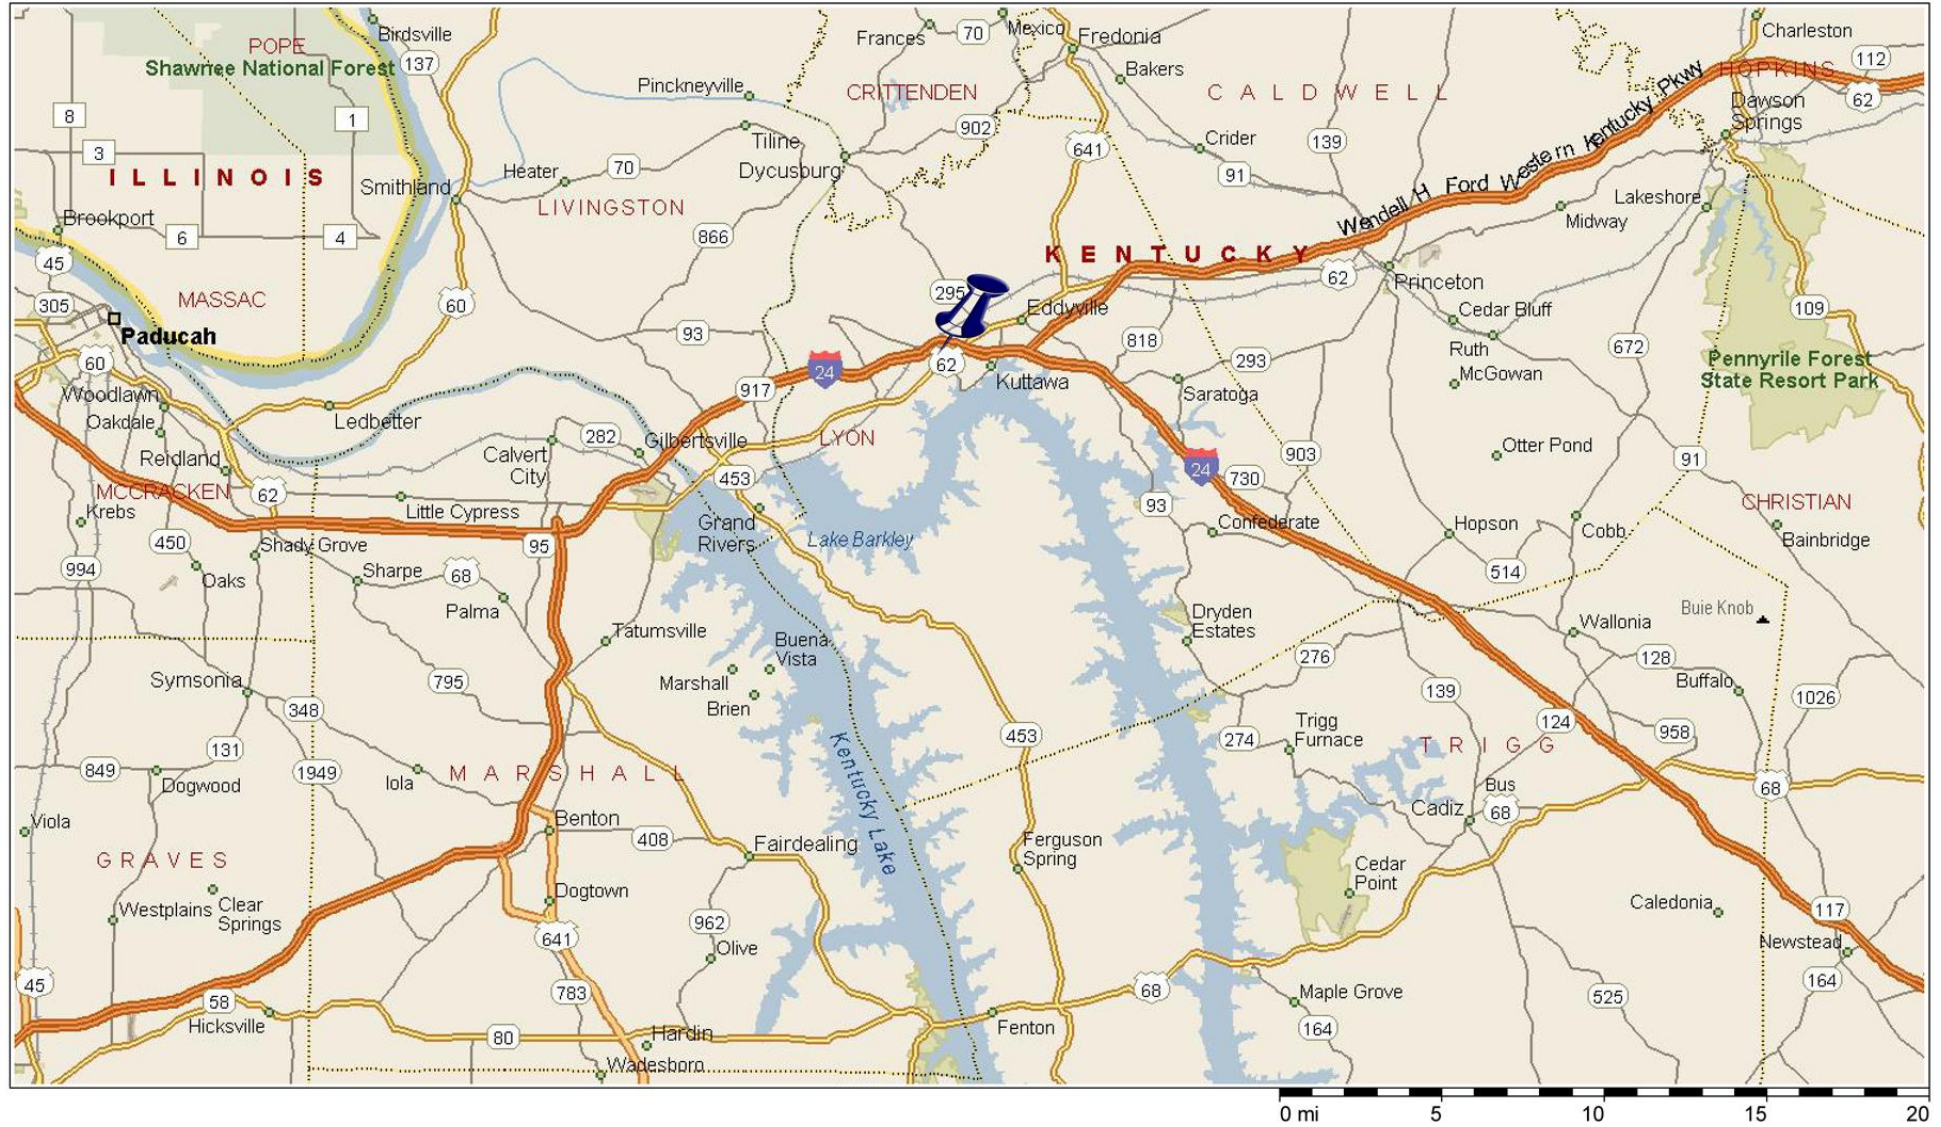 Birdsville
137
Frances
70
Mexico
Fredonia
Charleston
POPE
Shawnee National Forest
Pinckneyville
CRITTENDEN
Bakers
CALDWELL
HOPKINS
112
62
8
1
3
ILLINOIS
Tiline
Dycusburg
902
641
Crider
139
91
Dawson
Springs
Wendell H Ford Western Kentucky Pkwy
Smithland
Heater
70
LIVINGSTON
Brookport
6
4
45
866
KENTUCKY
Lakeshore
Midway
305
MASSAC
60
295
Eddyville
62
Princeton
Cedar Bluff
109
Paducah
93
818
293
Ruth
McGowan
672
Pennyrile Forest
State Resort Park
60
24
62
Kuttawa
Woodlawn
917
Saratoga
Oakdale
Ledbetter
282
Gilbertsville
LYON
Otter Pond
Reidland
Calvert
City
453
903
91
24
730
MCCRACKEN
62
Krebs
Little Cypress
Grand
Rivers
Lake Barkley
93
Confederate
Hopson
Cobb
CHRISTIAN
Bainbridge
450
Shady Grove
95
994
Oaks
Sharpe
68
Palma
514
Dryden
Estates
Wallonia
Buie Knob
Tatumsville
Buena
Vista
276
128
Symsonia
795
Marshall
Brien
139
Buffalo
1026
348
131
453
274
Trigg
Furnace
124
958
TRIGG
849
Dogwood
1949
Iola
MARSHALL
Kentucky Lake
Bus
68
68
Cadiz
Viola
Benton
408
Fairdealing
Ferguson
Spring
GRAVES
Cedar
Point
Dogtown
Westplains
Clear
Springs
962
Caledonia
117
641
Olive
Newstead
45
58
783
68
Maple Grove
525
164
Hicksville
80
Hardin
Fenton
164
Wadesboro
0 mi 5 10 15 20